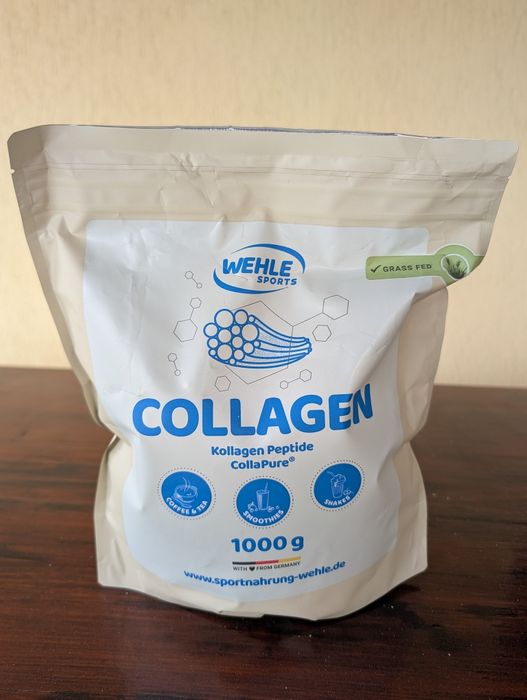 WEHLE
SPORTS
✓ GRASS FED
COLLAGEN
Kollagen Peptide
CollaPure®
COFFEE & TEA
SMOOTHIES
SHAKES
1000 g
WITH ♥ FROM GERMANY
www.sportnahrung-wehle.de